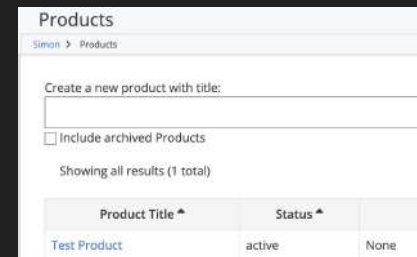 Products
Simon > Products
Create a new product with title:
Include archived Products
Showing all results (1 total)
Product Title Status
Test Product active None